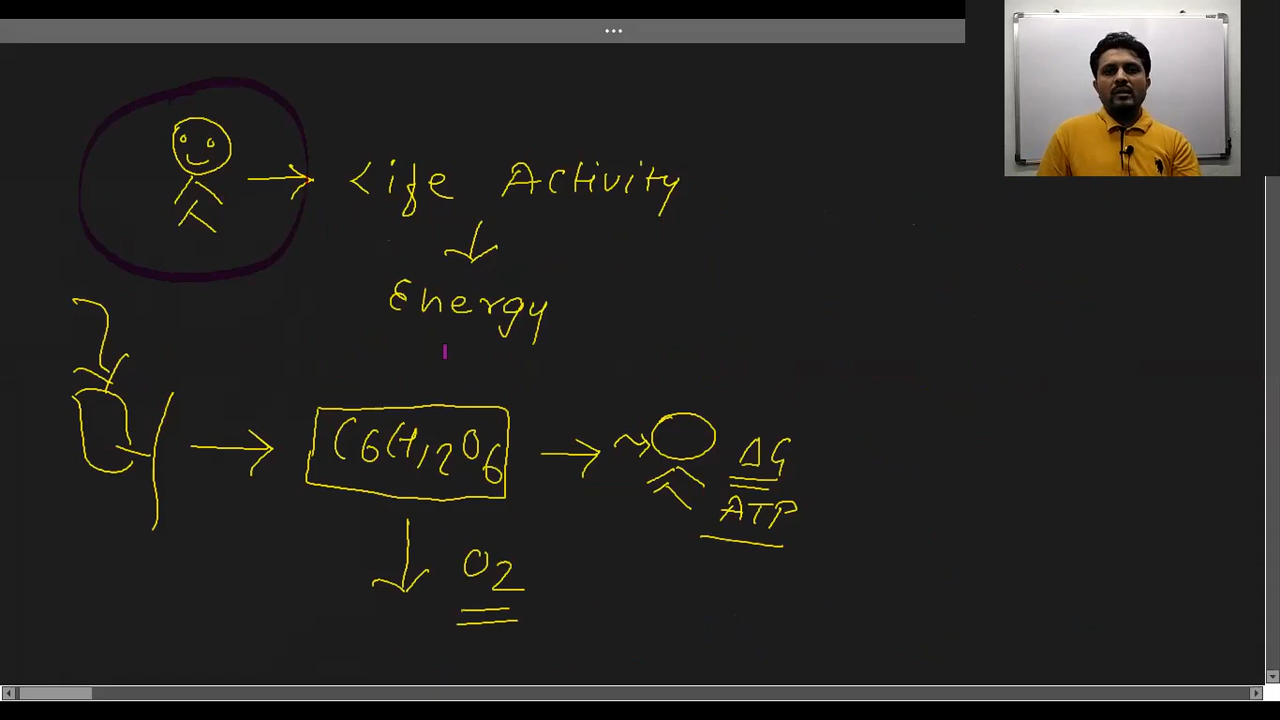 Life Activity
Energy
C6H12O6
ΔG
ATP
O2